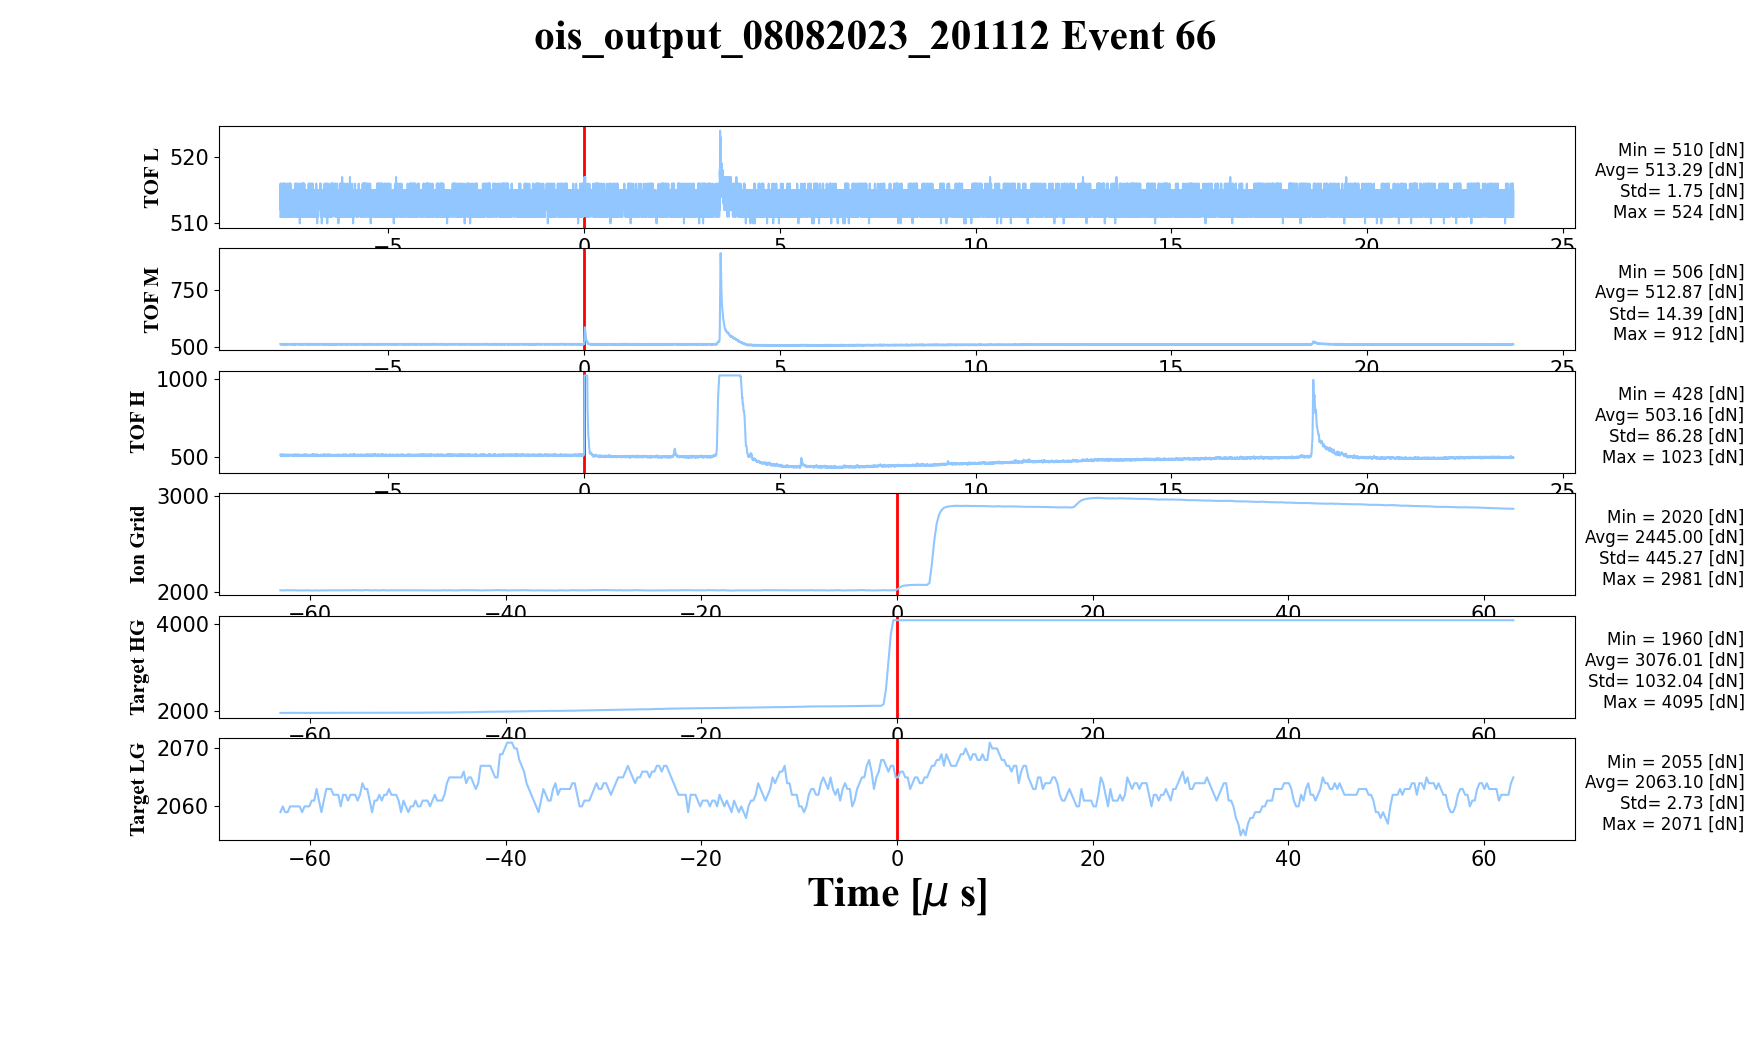 ois_output_08082023_201112 Event 66
TOF L
520
510
−5
0
5
10
15
20
25
Min = 510 [dN]
Avg= 513.29 [dN]
Std= 1.75 [dN]
Max = 524 [dN]
TOF M
750
500
−5
0
5
10
15
20
25
Min = 506 [dN]
Avg= 512.87 [dN]
Std= 14.39 [dN]
Max = 912 [dN]
TOF H
1000
500
−5
0
5
10
15
20
25
Min = 428 [dN]
Avg= 503.16 [dN]
Std= 86.28 [dN]
Max = 1023 [dN]
Ion Grid
3000
2000
−60
−40
−20
0
20
40
60
Min = 2020 [dN]
Avg= 2445.00 [dN]
Std= 445.27 [dN]
Max = 2981 [dN]
Target HG
4000
2000
−60
−40
−20
0
20
40
60
Min = 1960 [dN]
Avg= 3076.01 [dN]
Std= 1032.04 [dN]
Max = 4095 [dN]
Target LG
2070
2060
−60
−40
−20
0
20
40
60
Min = 2055 [dN]
Avg= 2063.10 [dN]
Std= 2.73 [dN]
Max = 2071 [dN]
Time [μ s]